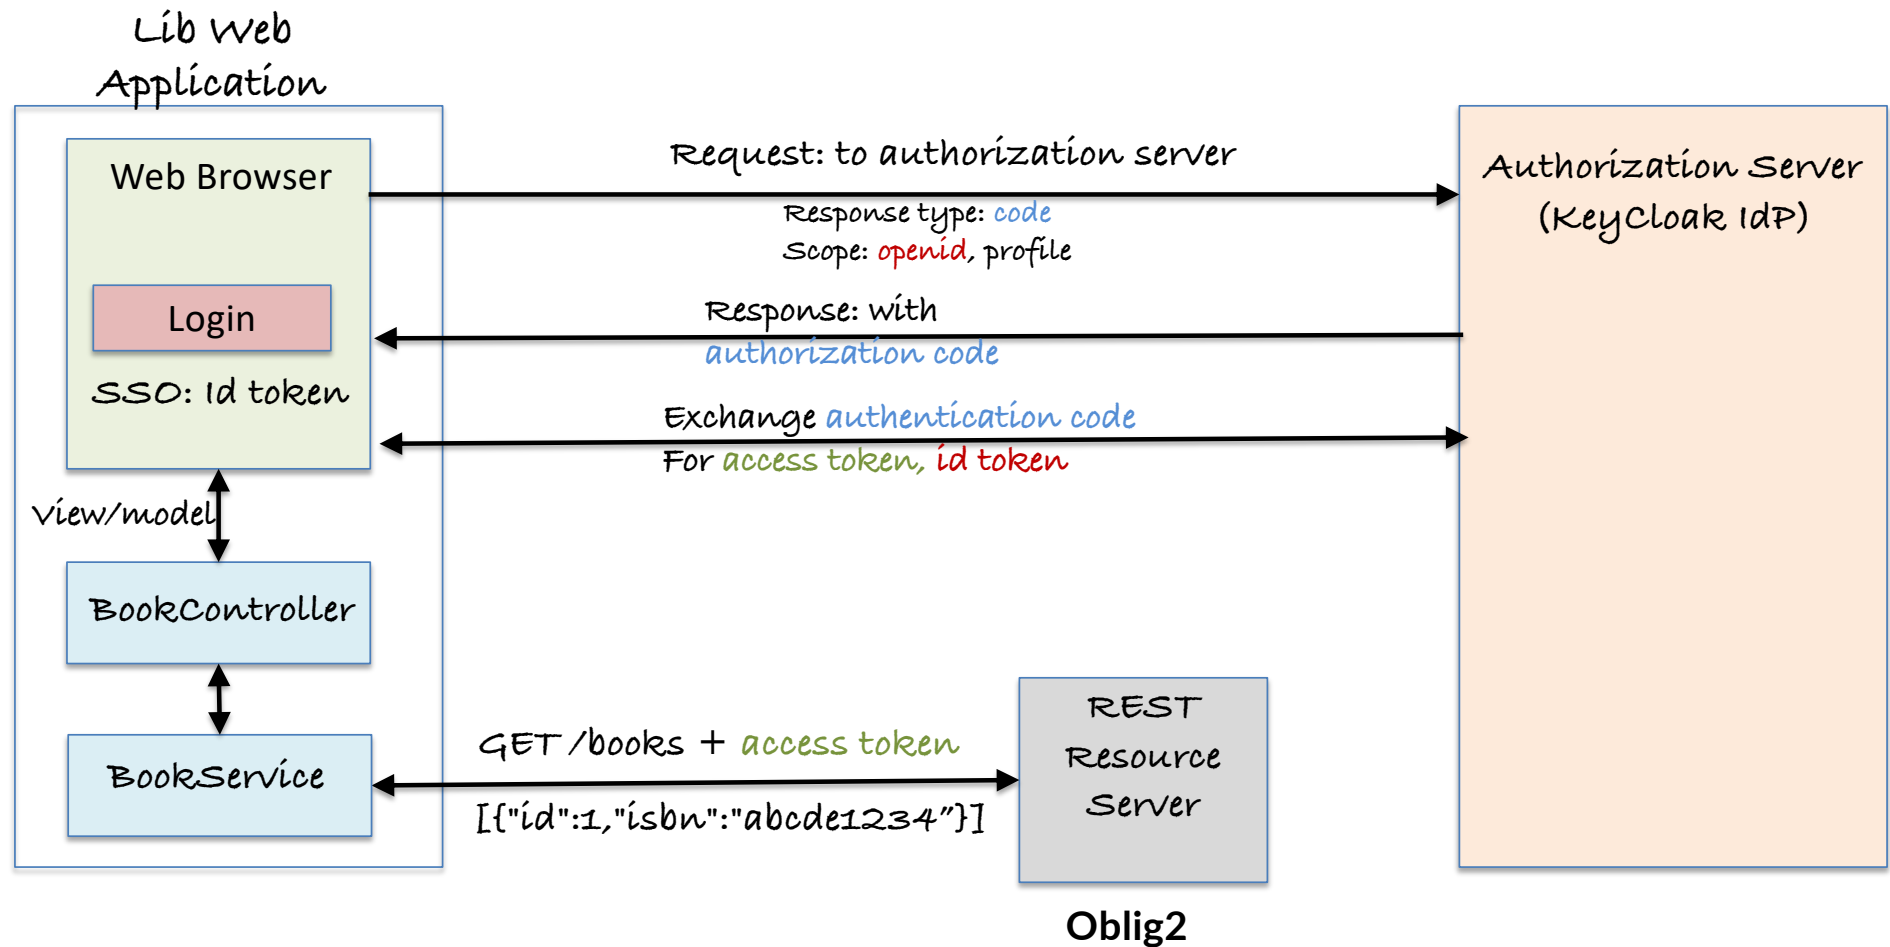 Lib Web
Application
Web Browser
Login
SSO: Id token
View/model
BookController
BookService
Request: to authorization server
Response type: code
Scope: openid, profile
Response: with
authorization code
Exchange authentication code
For access token, id token
GET /books + access token
[{"id":1,"isbn":"abcde1234”}]
REST
Resource
Server
Oblig2
Authorization Server
(KeyCloak IdP)